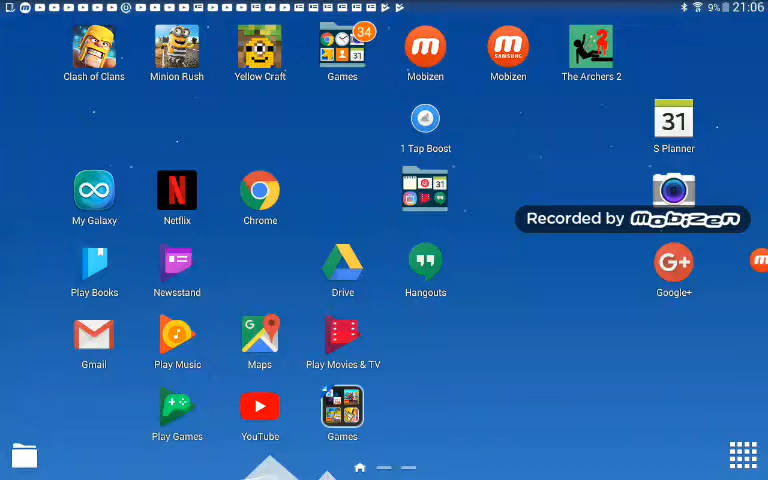 9% 21:06
34
Clash of Clans Minion Rush Yellow Craft Games Mobizen Mobizen The Archers 2
SAMSUNG
31
1 Tap Boost S Planner
My Galaxy Netflix Chrome
Recorded by mobizen
Play Books Newsstand Drive Hangouts Google+
Gmail Play Music Maps Play Movies & TV
Play Games YouTube Games